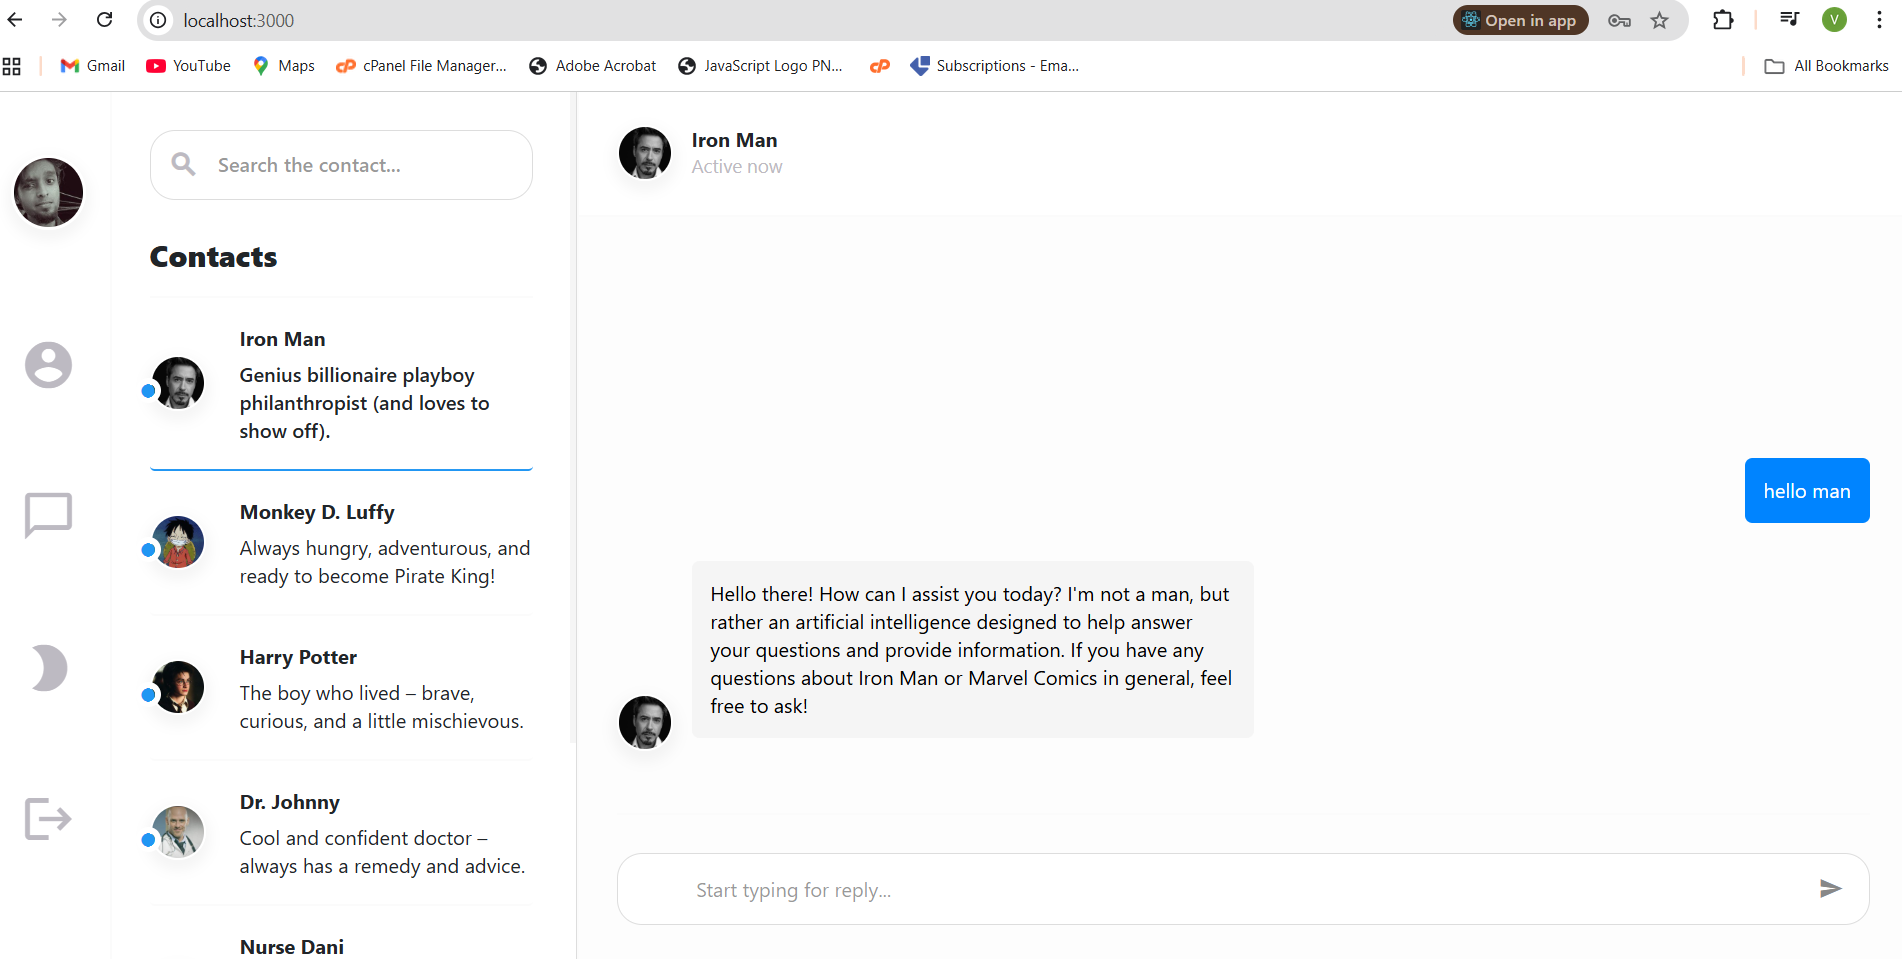 localhost:3000
Open in app
V
Gmail
YouTube
Maps
cPanel File Manager...
Adobe Acrobat
JavaScript Logo PN...
cP
Subscriptions - Ema...
All Bookmarks
Search the contact...
Contacts
Iron Man
Genius billionaire playboy
philanthropist (and loves to
show off).
Monkey D. Luffy
Always hungry, adventurous, and
ready to become Pirate King!
Harry Potter
The boy who lived – brave,
curious, and a little mischievous.
Dr. Johnny
Cool and confident doctor –
always has a remedy and advice.
Nurse Dani
Iron Man
Active now
hello man
Hello there! How can I assist you today? I'm not a man, but
rather an artificial intelligence designed to help answer
your questions and provide information. If you have any
questions about Iron Man or Marvel Comics in general, feel
free to ask!
Start typing for reply...